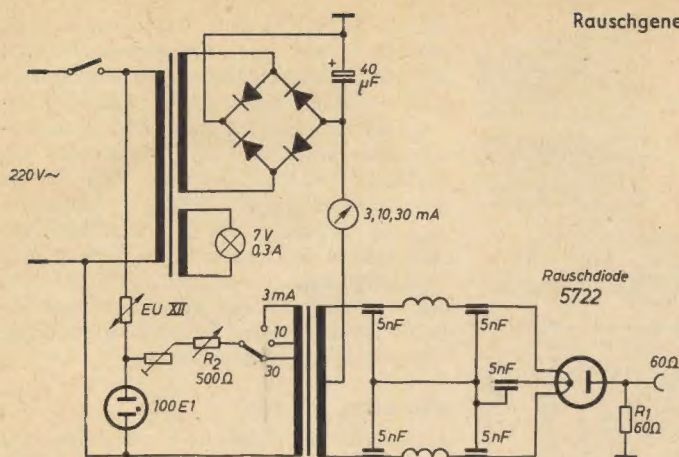 Rauschgene
+
40
µF
220 V~
3,10,30 mA
7V
0,3A
Rauschdiode
5722
3mA
EU XII
10
R2
500Ω
30
5nF
5nF
5nF
60Ω
100E1
R1
60Ω
5nF
5nF